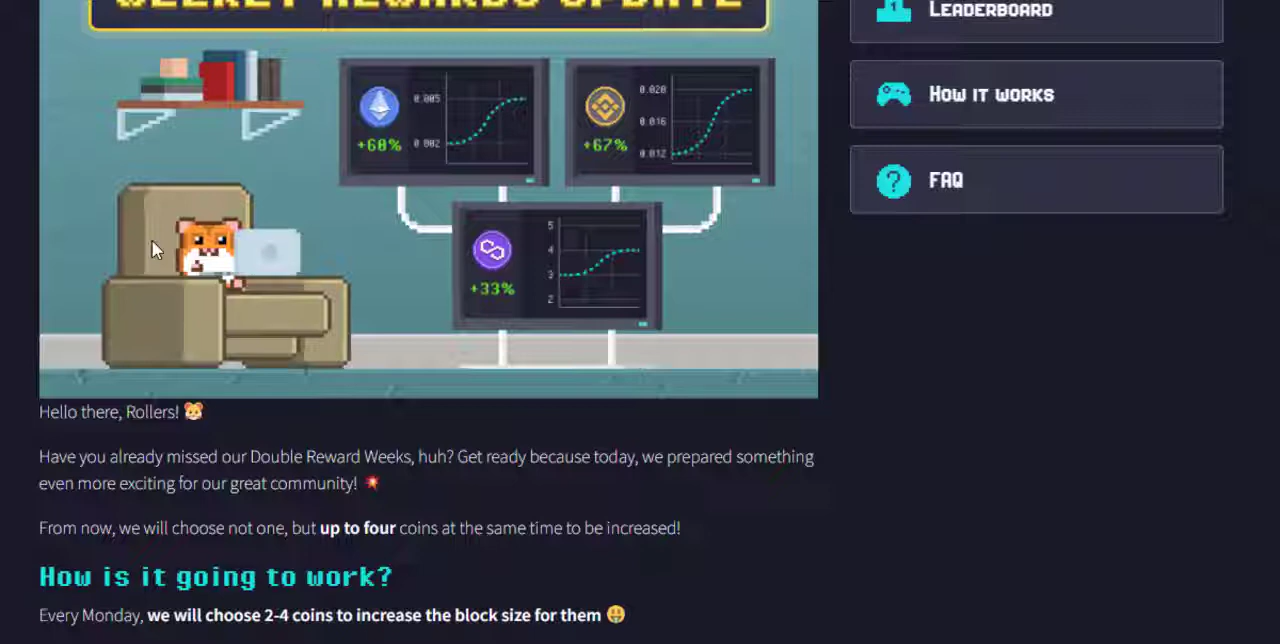 WEEKLY REWARDS UPDATE
LEADERBOARD
HOW IT WORKS
FAQ
0.005
0.002
+60%
0.020
0.016
0.012
+67%
5
4
3
2
+33%
Hello there, Rollers! 🐹
Have you already missed our Double Reward Weeks, huh? Get ready because today, we prepared something
even more exciting for our great community! 💥
From now, we will choose not one, but up to four coins at the same time to be increased!
How is it going to work?
Every Monday, we will choose 2-4 coins to increase the block size for them 🤑